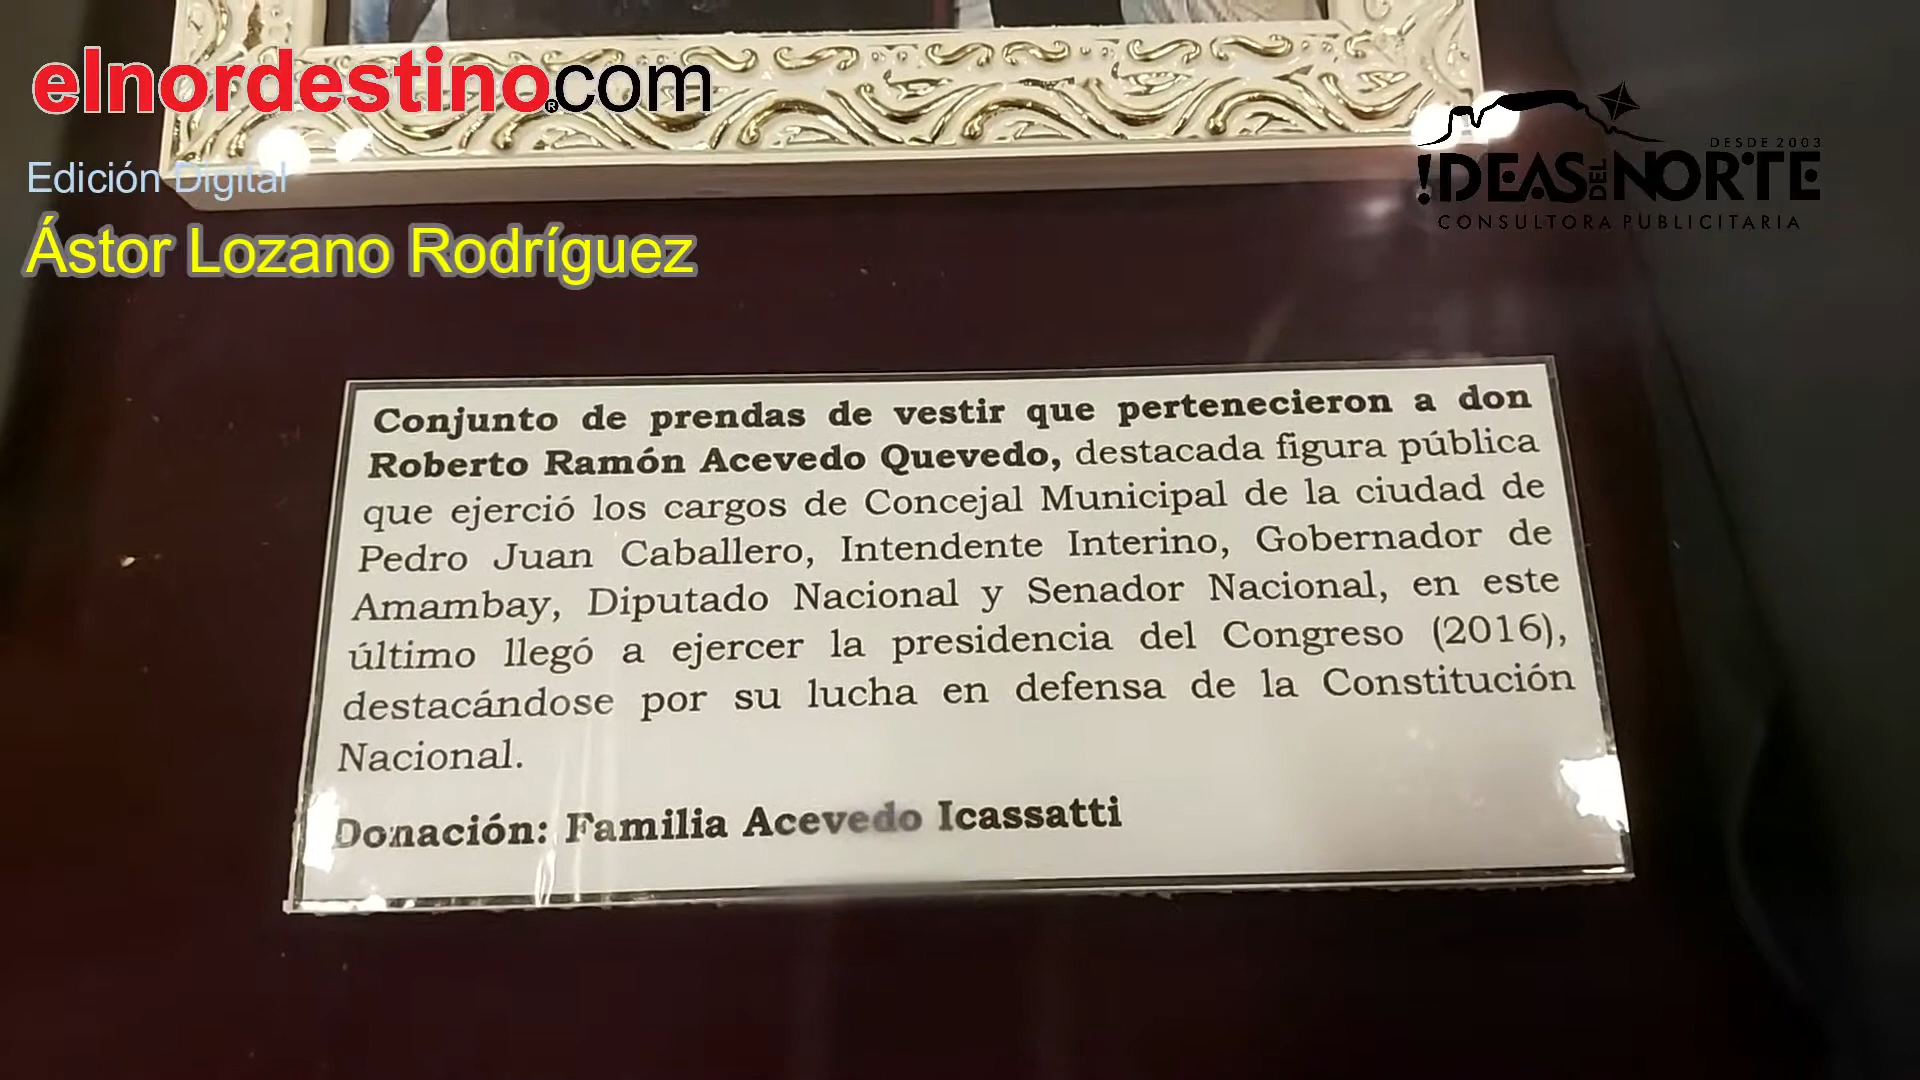 elnordestino.com
Edición Digital
Ástor Lozano Rodríguez
DESDE 2003
!DEAS DEL NORTE
CONSULTORA PUBLICITARIA
Conjunto de prendas de vestir que pertenecieron a don
Roberto Ramón Acevedo Quevedo, destacada figura pública
que ejerció los cargos de Concejal Municipal de la ciudad de
Pedro Juan Caballero, Intendente Interino, Gobernador de
Amambay, Diputado Nacional y Senador Nacional, en este
último llegó a ejercer la presidencia del Congreso (2016),
destacándose por su lucha en defensa de la Constitución
Nacional.
Donación: Familia Acevedo Icassatti